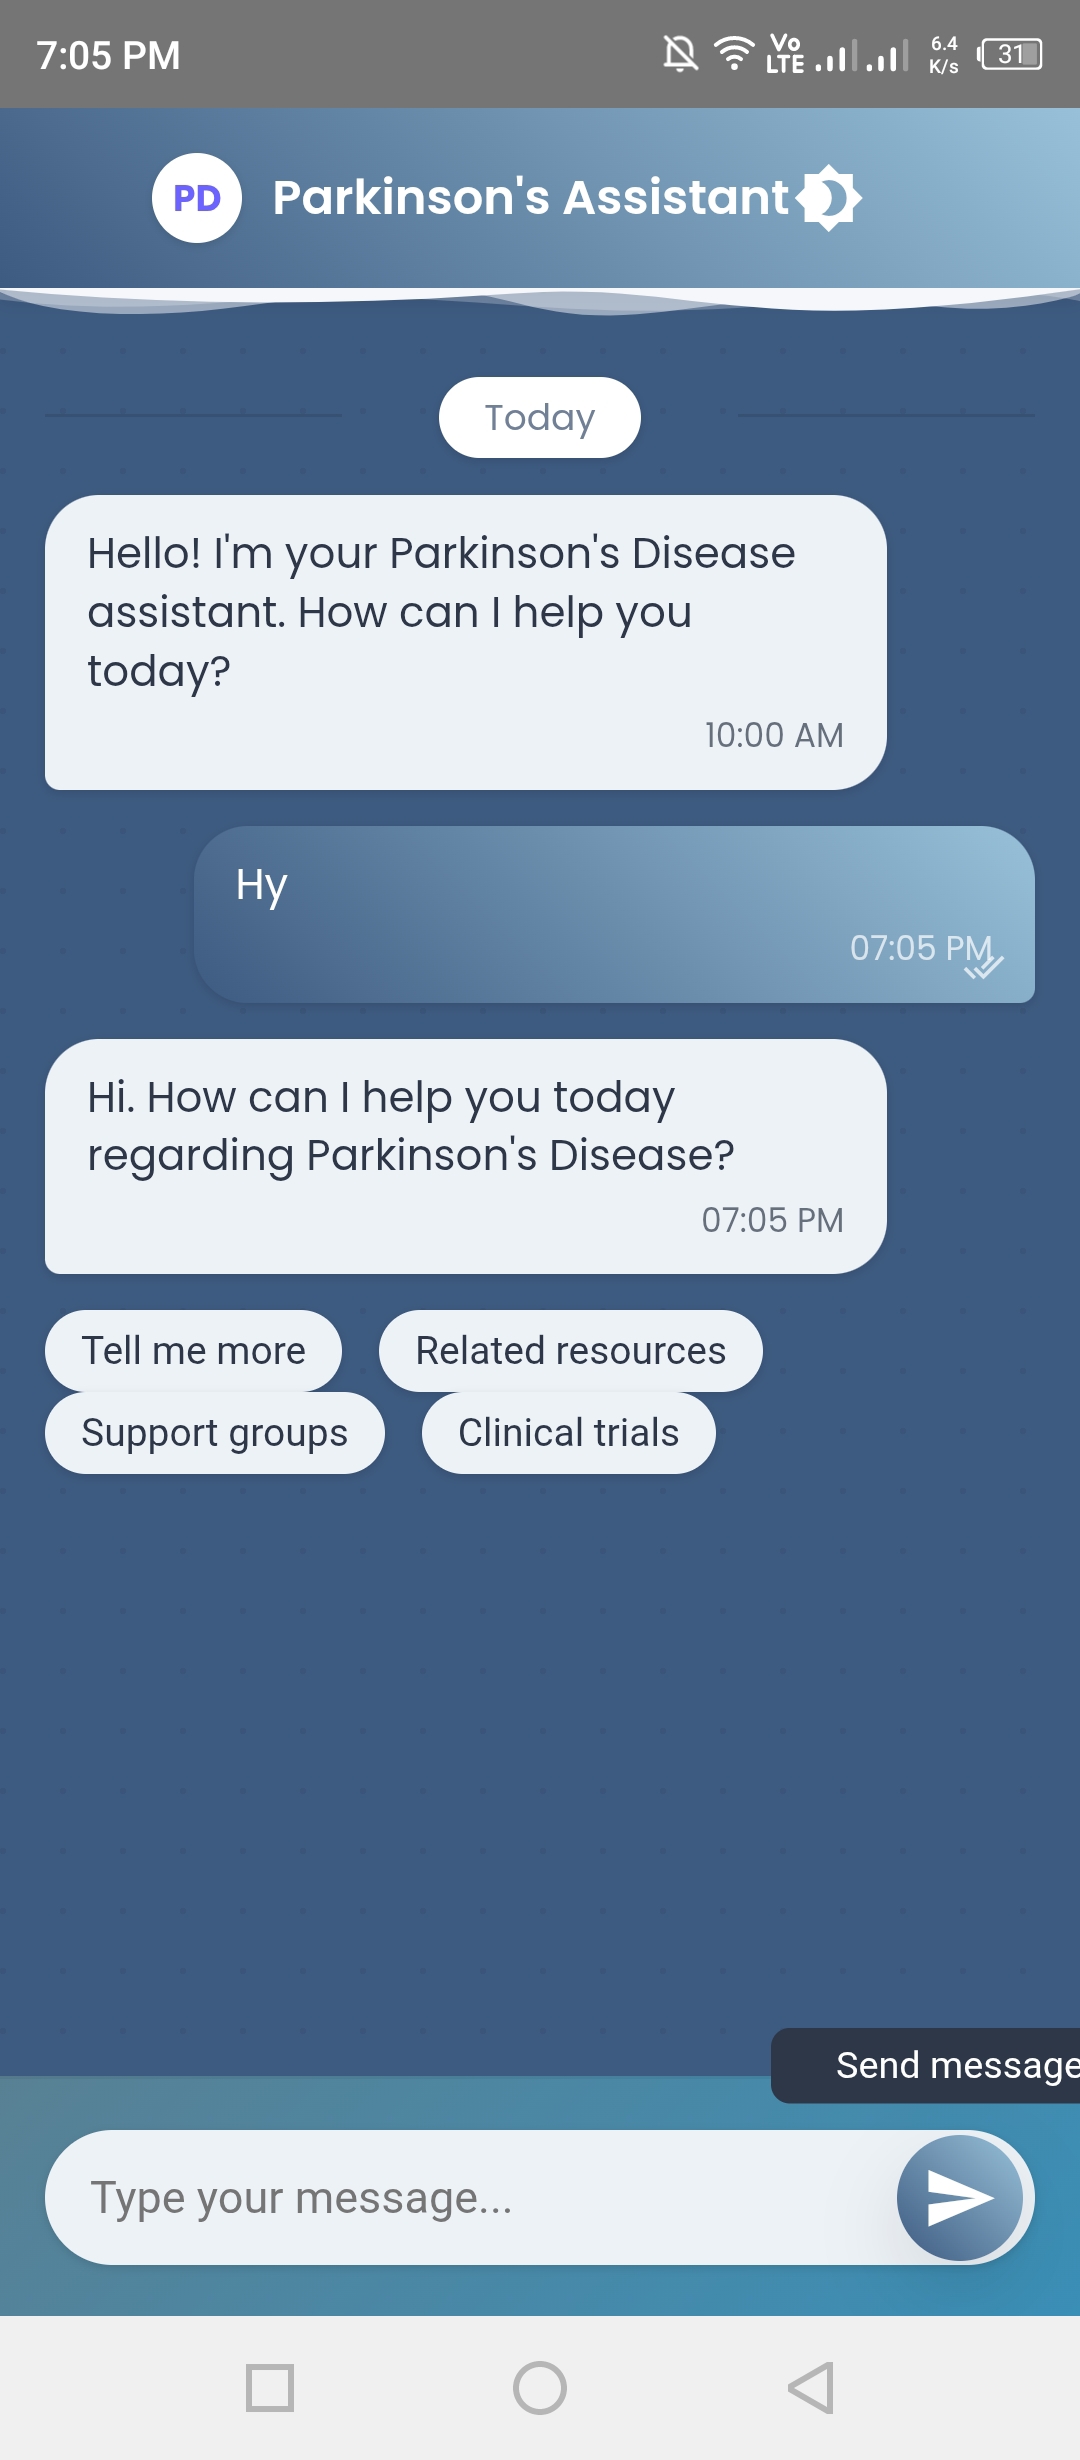 7:05 PM
Vo LTE
6.4 K/s
31
PD
Parkinson's Assistant
Today
Hello! I'm your Parkinson's Disease
assistant. How can I help you
today?
10:00 AM
Hy
07:05 PM
Hi. How can I help you today
regarding Parkinson's Disease?
07:05 PM
Tell me more
Related resources
Support groups
Clinical trials
Send message
Type your message...